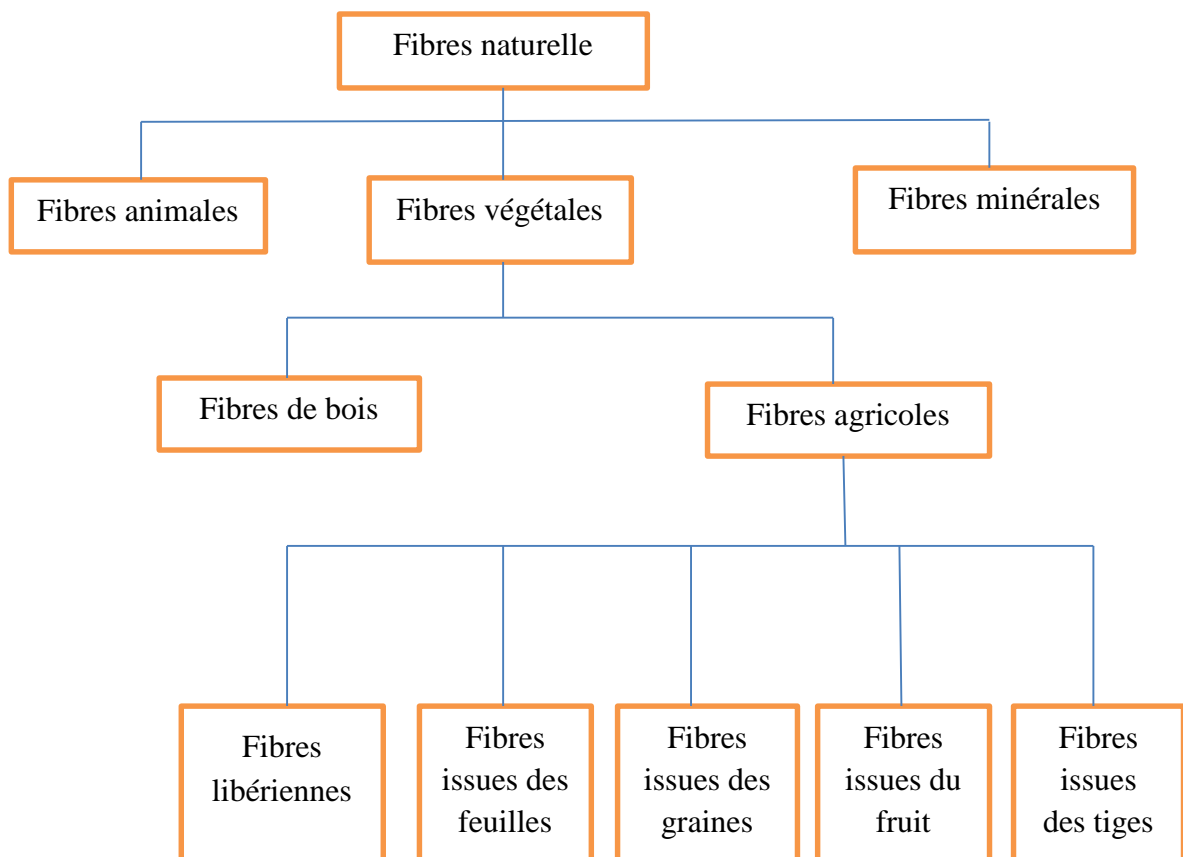 Fibres naturelle
Fibres animales
Fibres végétales
Fibres minérales
Fibres de bois
Fibres agricoles
Fibres
libériennes
Fibres
issues des
feuilles
Fibres
issues des
graines
Fibres
issues du
fruit
Fibres
issues
des tiges